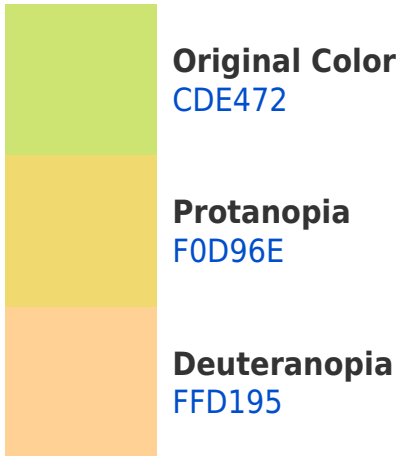 Original Color
CDE472
Protanopia
F0D96E
Deuteranopia
FFD195